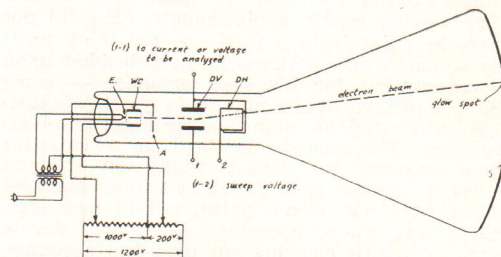 (1-1) to current or voltage
to be analysed
E.
WC
DV
DH
electron beam
glow spot
A
1
2
S
(1-2) sweep voltage
1000ᵛ
200ᵛ
1200ᵛ